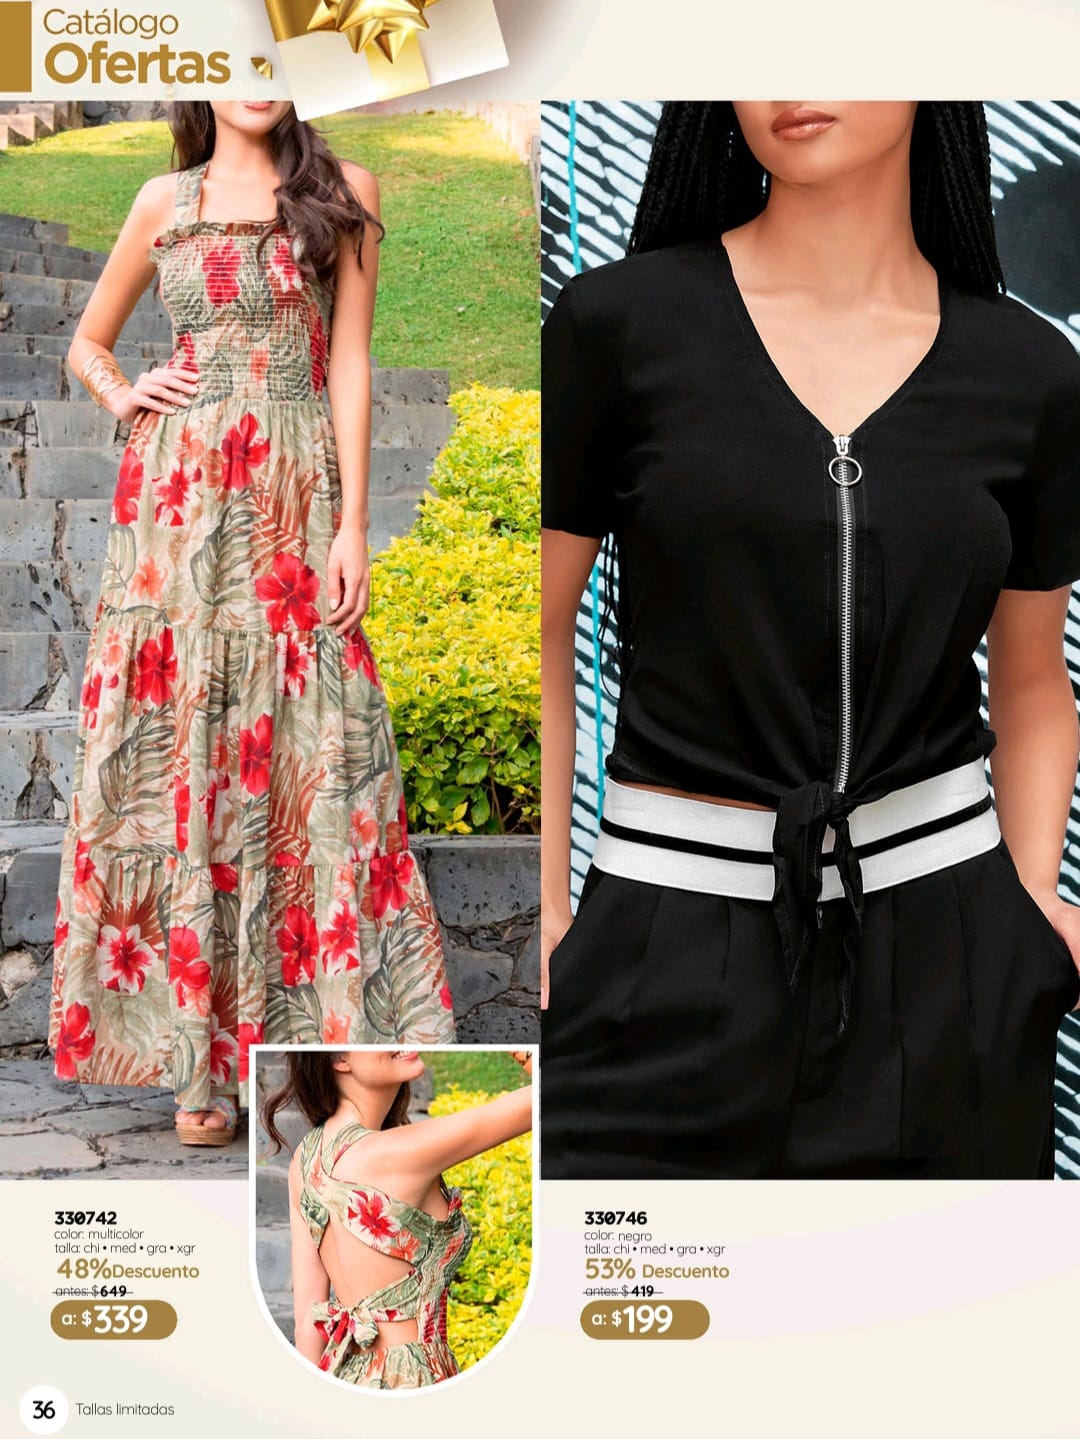 Catálogo
Ofertas
330742
color: multicolor
talla: chi • med • gra • xgr
48%Descuento
antes: $649
a: $339
330746
color: negro
talla: chi • med • gra • xgr
53% Descuento
antes: $419
a: $199
36
Tallas limitadas